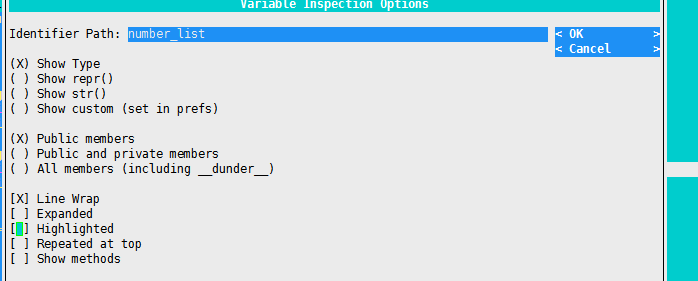 Variable Inspection Options
Identifier Path: number_list < OK >
< Cancel >
(X) Show Type
( ) Show repr()
( ) Show str()
( ) Show custom (set in prefs)
(X) Public members
( ) Public and private members
( ) All members (including __dunder__)
[X] Line Wrap
[ ] Expanded
[ ] Highlighted
[ ] Repeated at top
[ ] Show methods